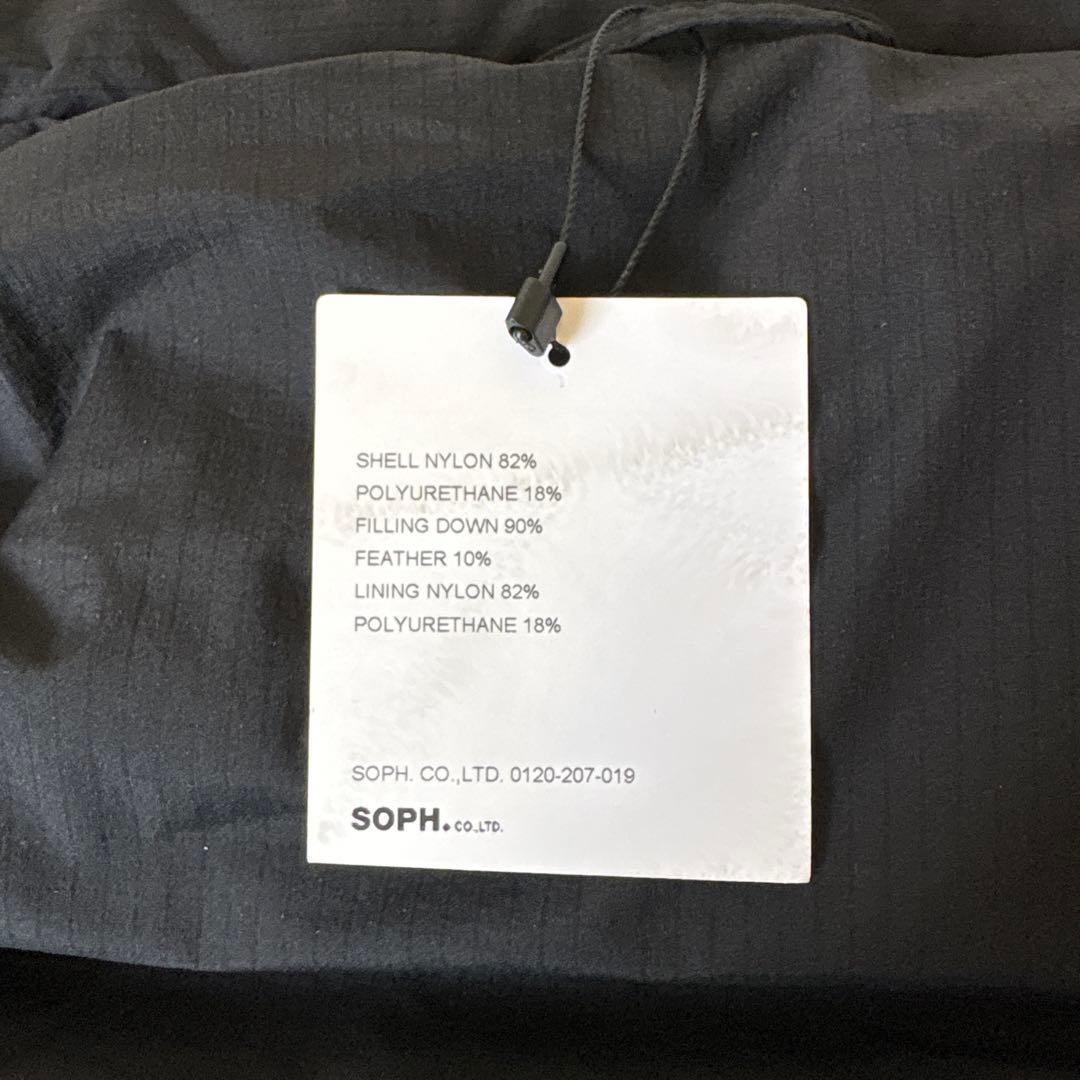 SHELL NYLON 82%
POLYURETHANE 18%
FILLING DOWN 90%
FEATHER 10%
LINING NYLON 82%
POLYURETHANE 18%
SOPH. CO.,LTD. 0120-207-019
SOPH. CO.,LTD.